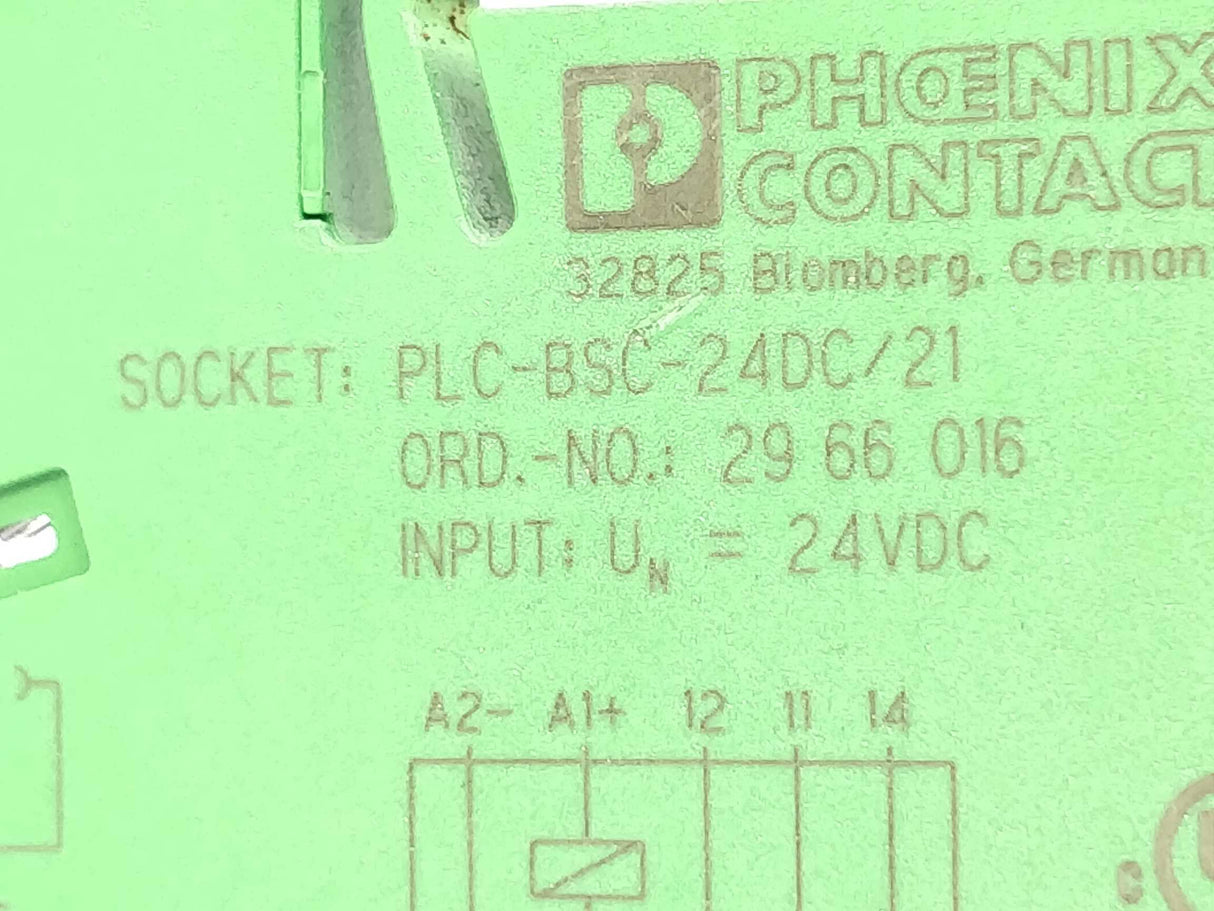 PHŒNIX
CONTAC
32825 Blomberg, German
SOCKET: PLC-BSC-24DC/21
ORD.-NO.: 29 66 016
INPUT: UN = 24VDC
A2- A1+ 12 11 14
C